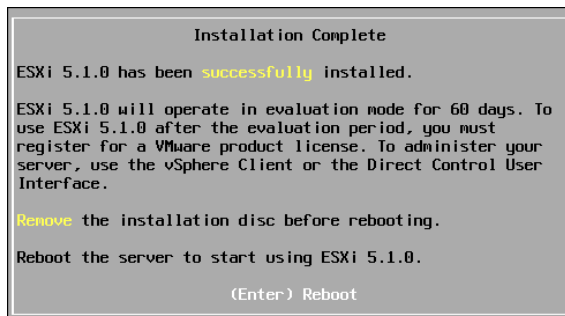 Installation Complete
ESXi 5.1.0 has been successfully installed.
ESXi 5.1.0 will operate in evaluation mode for 60 days. To
use ESXi 5.1.0 after the evaluation period, you must
register for a VMware product license. To administer your
server, use the vSphere Client or the Direct Control User
Interface.
Remove the installation disc before rebooting.
Reboot the server to start using ESXi 5.1.0.
(Enter) Reboot